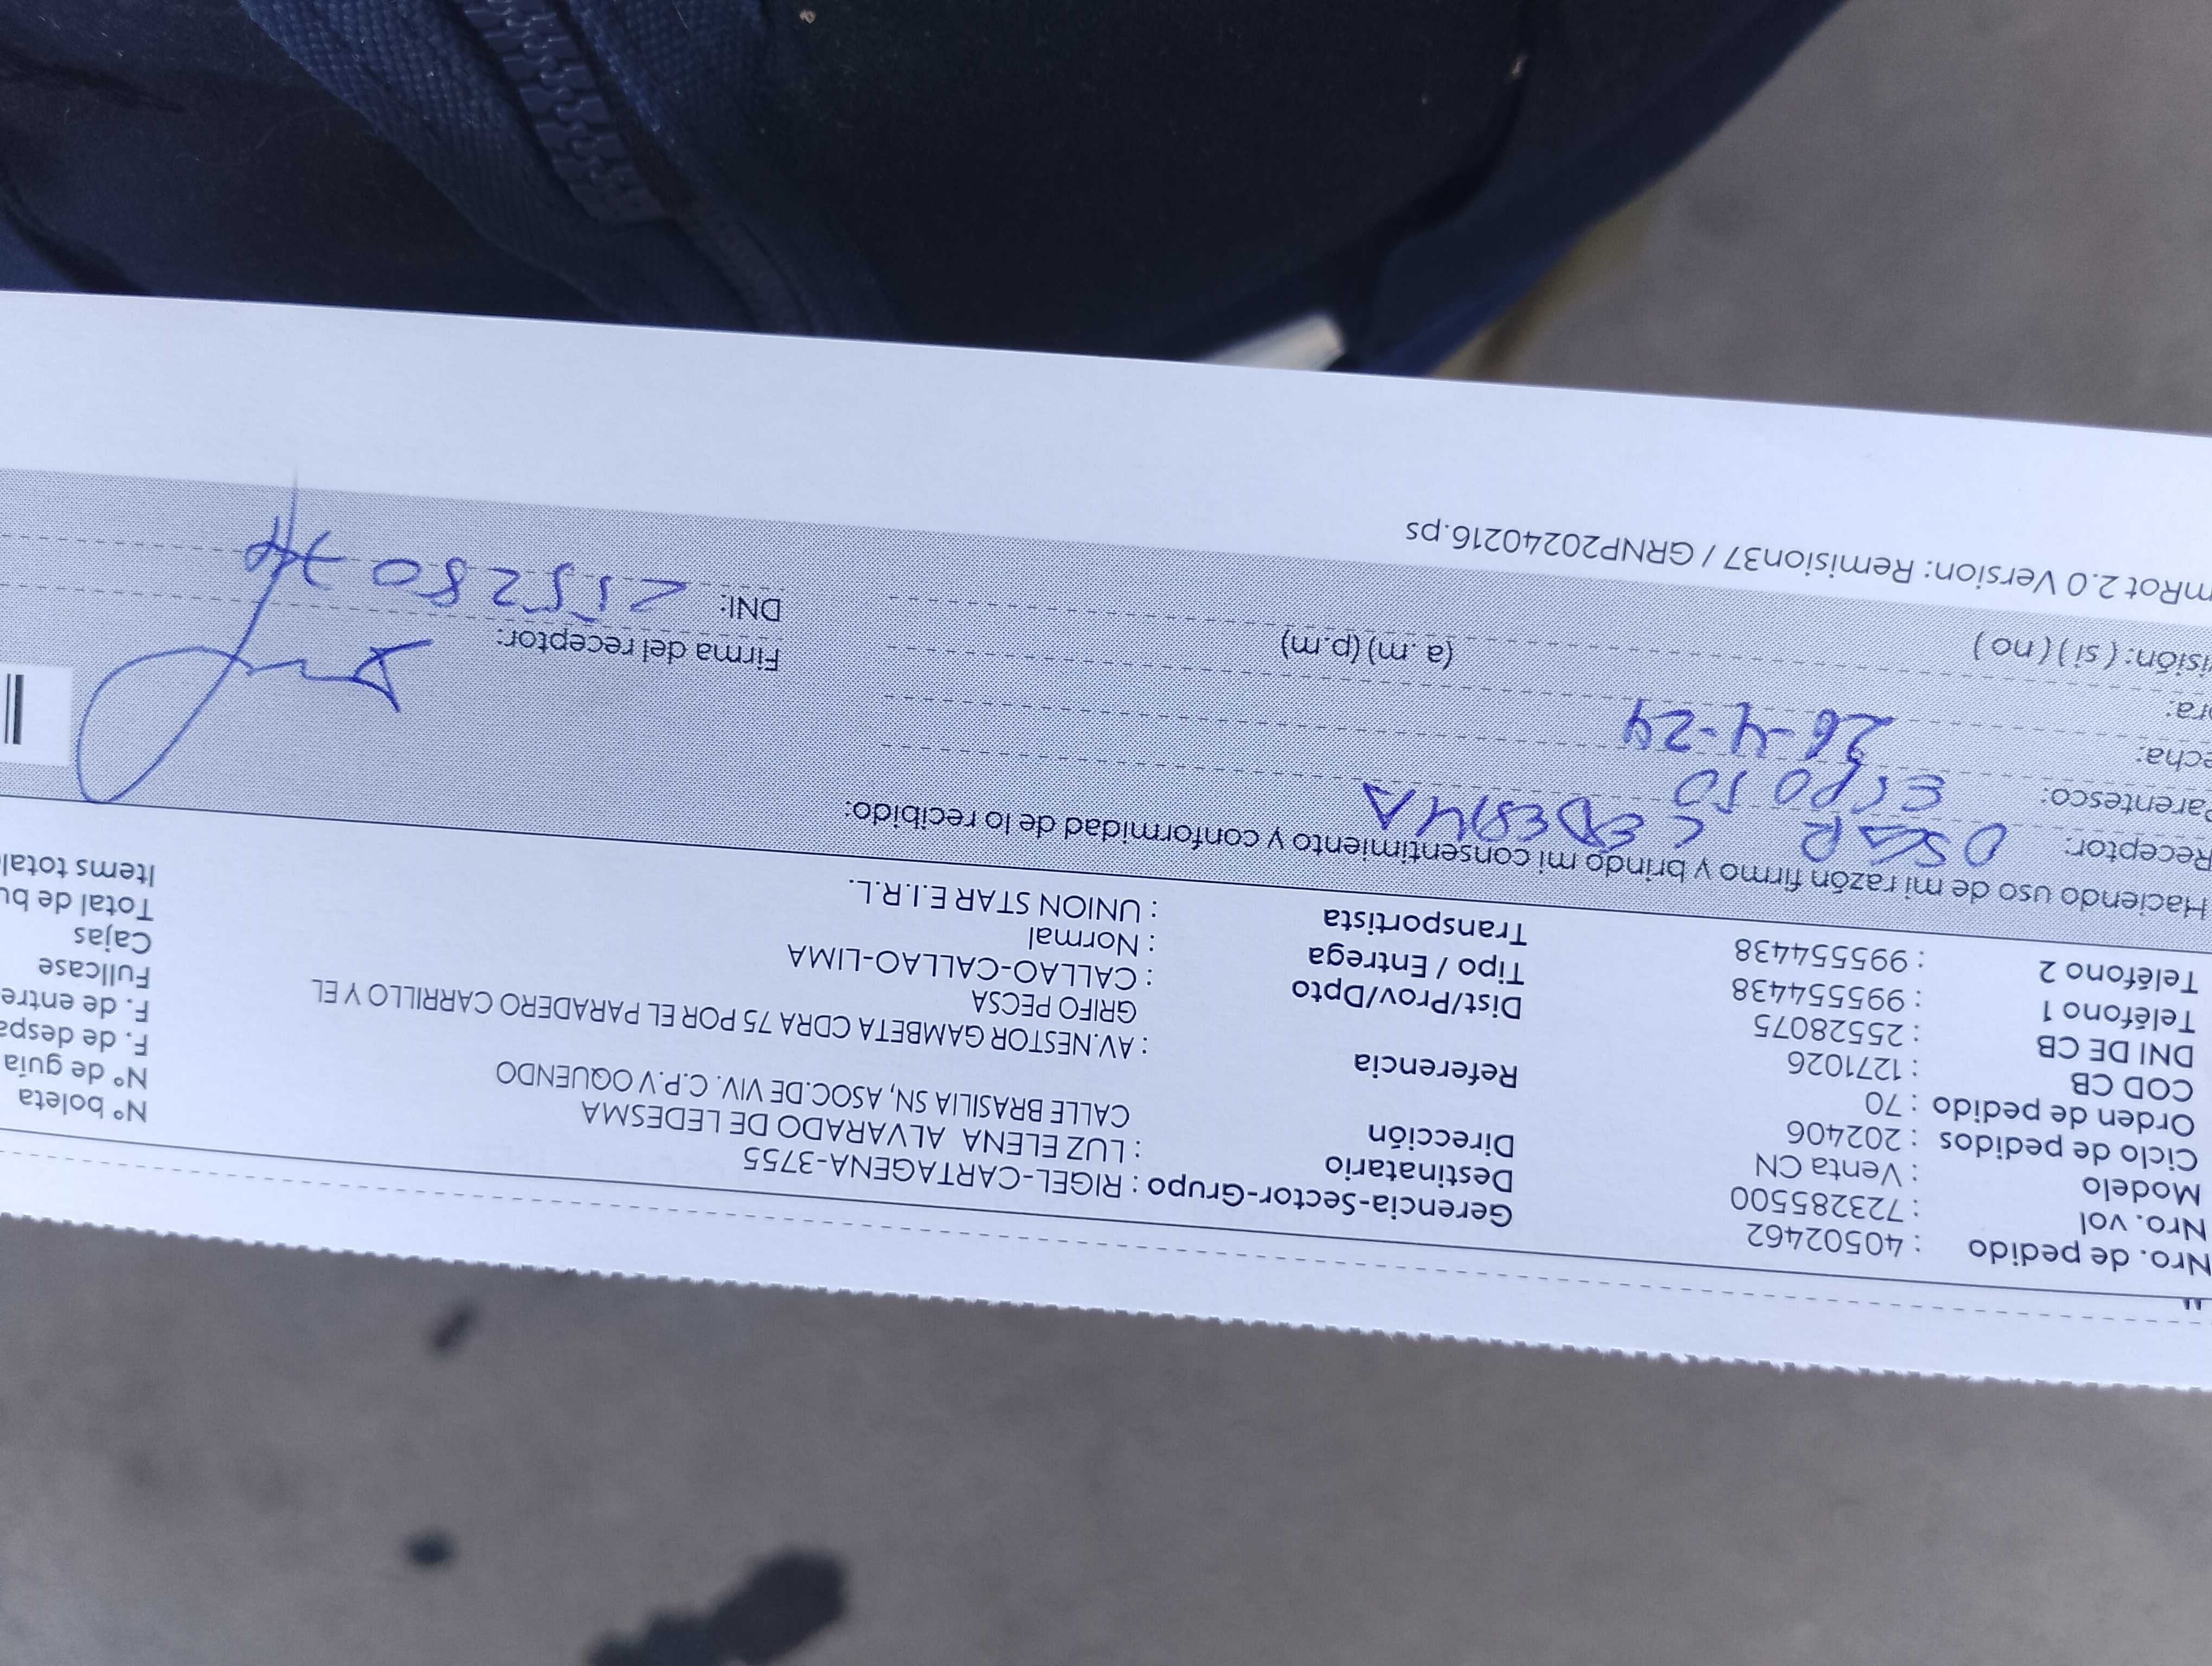 Nro. de pedido : 40502462
Nro. vol : 723285500
Modelo : Venta CN
Ciclo de pedidos : 202406
Orden de pedido : 70
COD CB : 1271026
DNI DE CB : 25528075
Teléfono 1 : 995554438
Teléfono 2 : 995554438
Gerencia-Sector-Grupo : RIGEL-CARTAGENA-3755
Destinatario : LUZ ELENA ALVARADO DE LEDESMA
Dirección CALLE BRASILIA SN, ASOC.DE VIV. C.P.V OQUENDO
Referencia : AV.NESTOR GAMBETA CDRA 75 POR EL PARADERO CARRILLO Y EL
GRIFO PECSA
Dist/Prov/Dpto : CALLAO-CALLAO-LIMA
Tipo / Entrega : Normal
Transportista : UNION STAR E.I.R.L.
Nº boleta
Nº de guía
F. de despa
F. de entre
Fullcase
Cajas
Total de bu
Items total
Haciendo uso de mi razón firmo y brindo mi consentimiento y conformidad de lo recibido:
Receptor: OSCAR LEDESMA
Parentesco: ESPOSO
echa: 26-4-24
ora: (a.m) (p.m)
isión: ( si ) ( no )
Firma del receptor:
DNI:
mRot 2.0 Version: Remision37 / GRNP20240216.ps